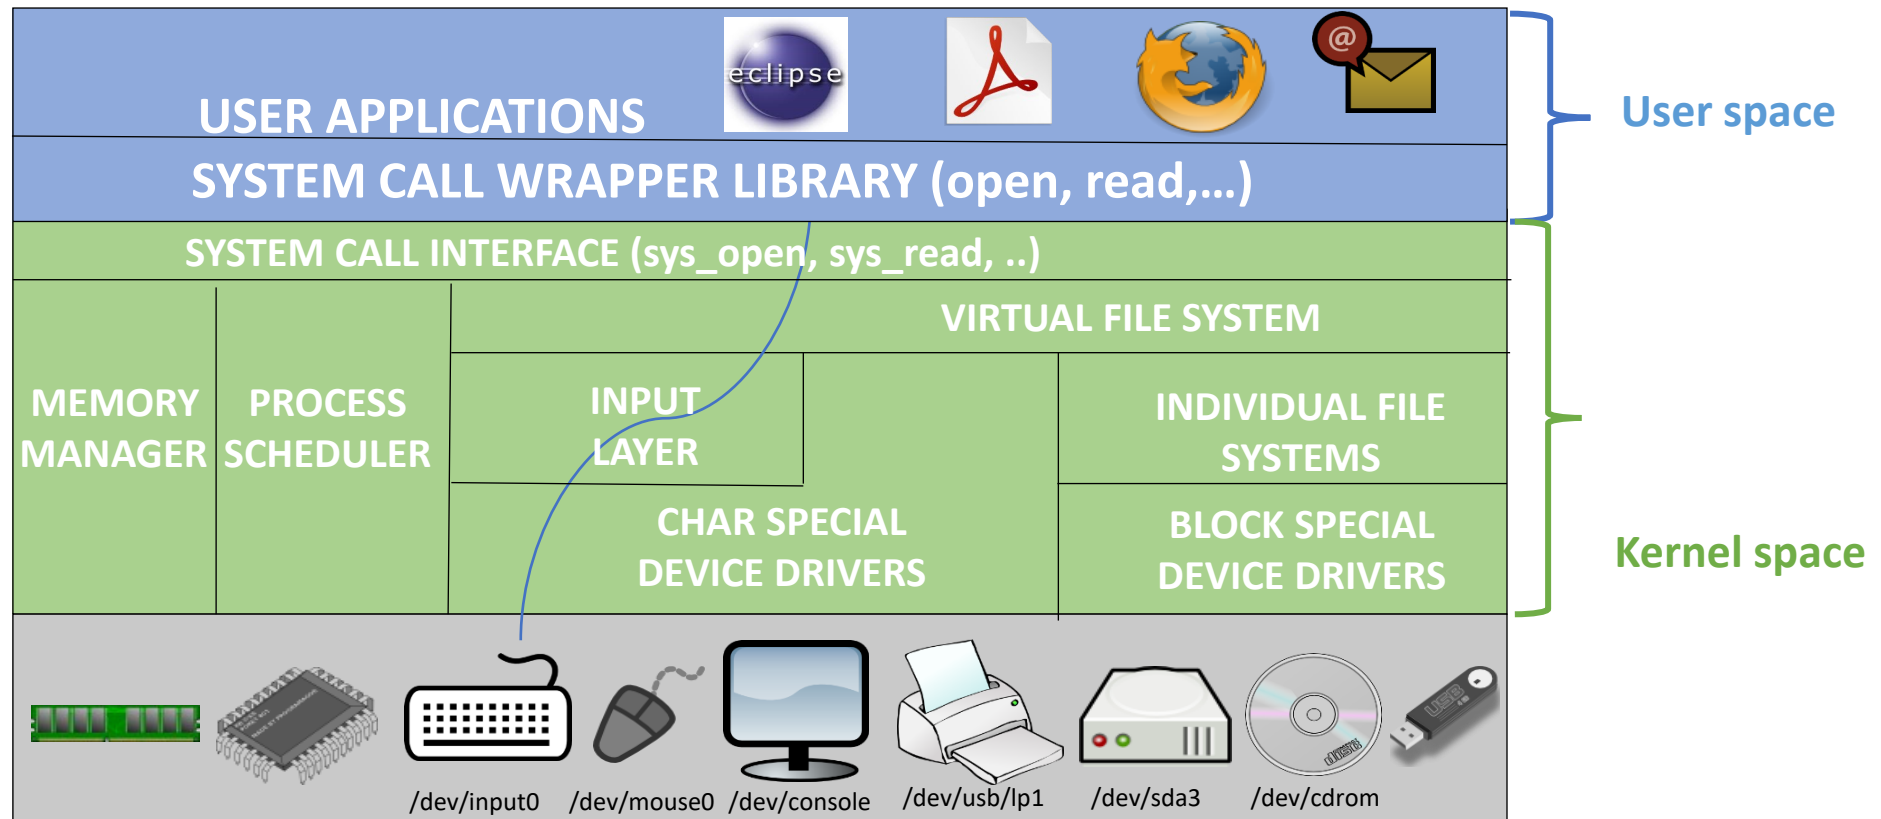 eclipse
@
USER APPLICATIONS
User space
SYSTEM CALL WRAPPER LIBRARY (open, read,...)
SYSTEM CALL INTERFACE (sys_open, sys_read, ..)
VIRTUAL FILE SYSTEM
MEMORY
MANAGER
PROCESS
SCHEDULER
INPUT
LAYER
INDIVIDUAL FILE
SYSTEMS
CHAR SPECIAL
DEVICE DRIVERS
BLOCK SPECIAL
DEVICE DRIVERS
Kernel space
USB
/dev/input0
/dev/mouse0
/dev/console
/dev/usb/lp1
/dev/sda3
/dev/cdrom